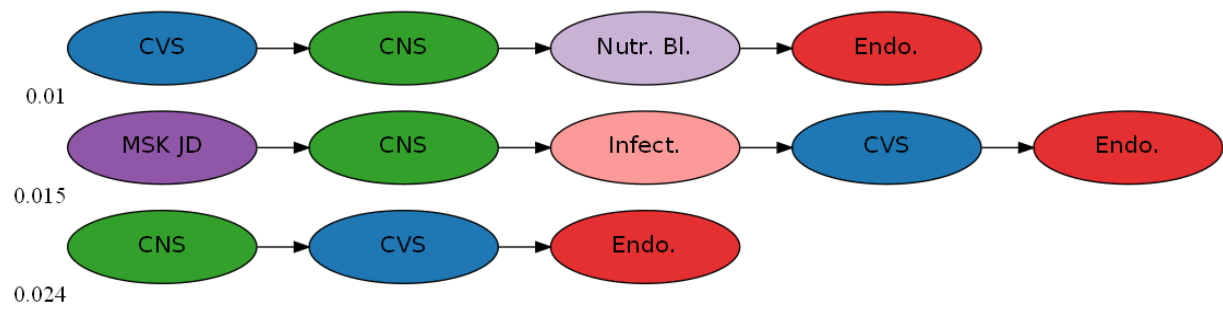 CVS CNS Nutr. Bl. Endo.
0.01
MSK JD CNS Infect. CVS Endo.
0.015
CNS CVS Endo.
0.024